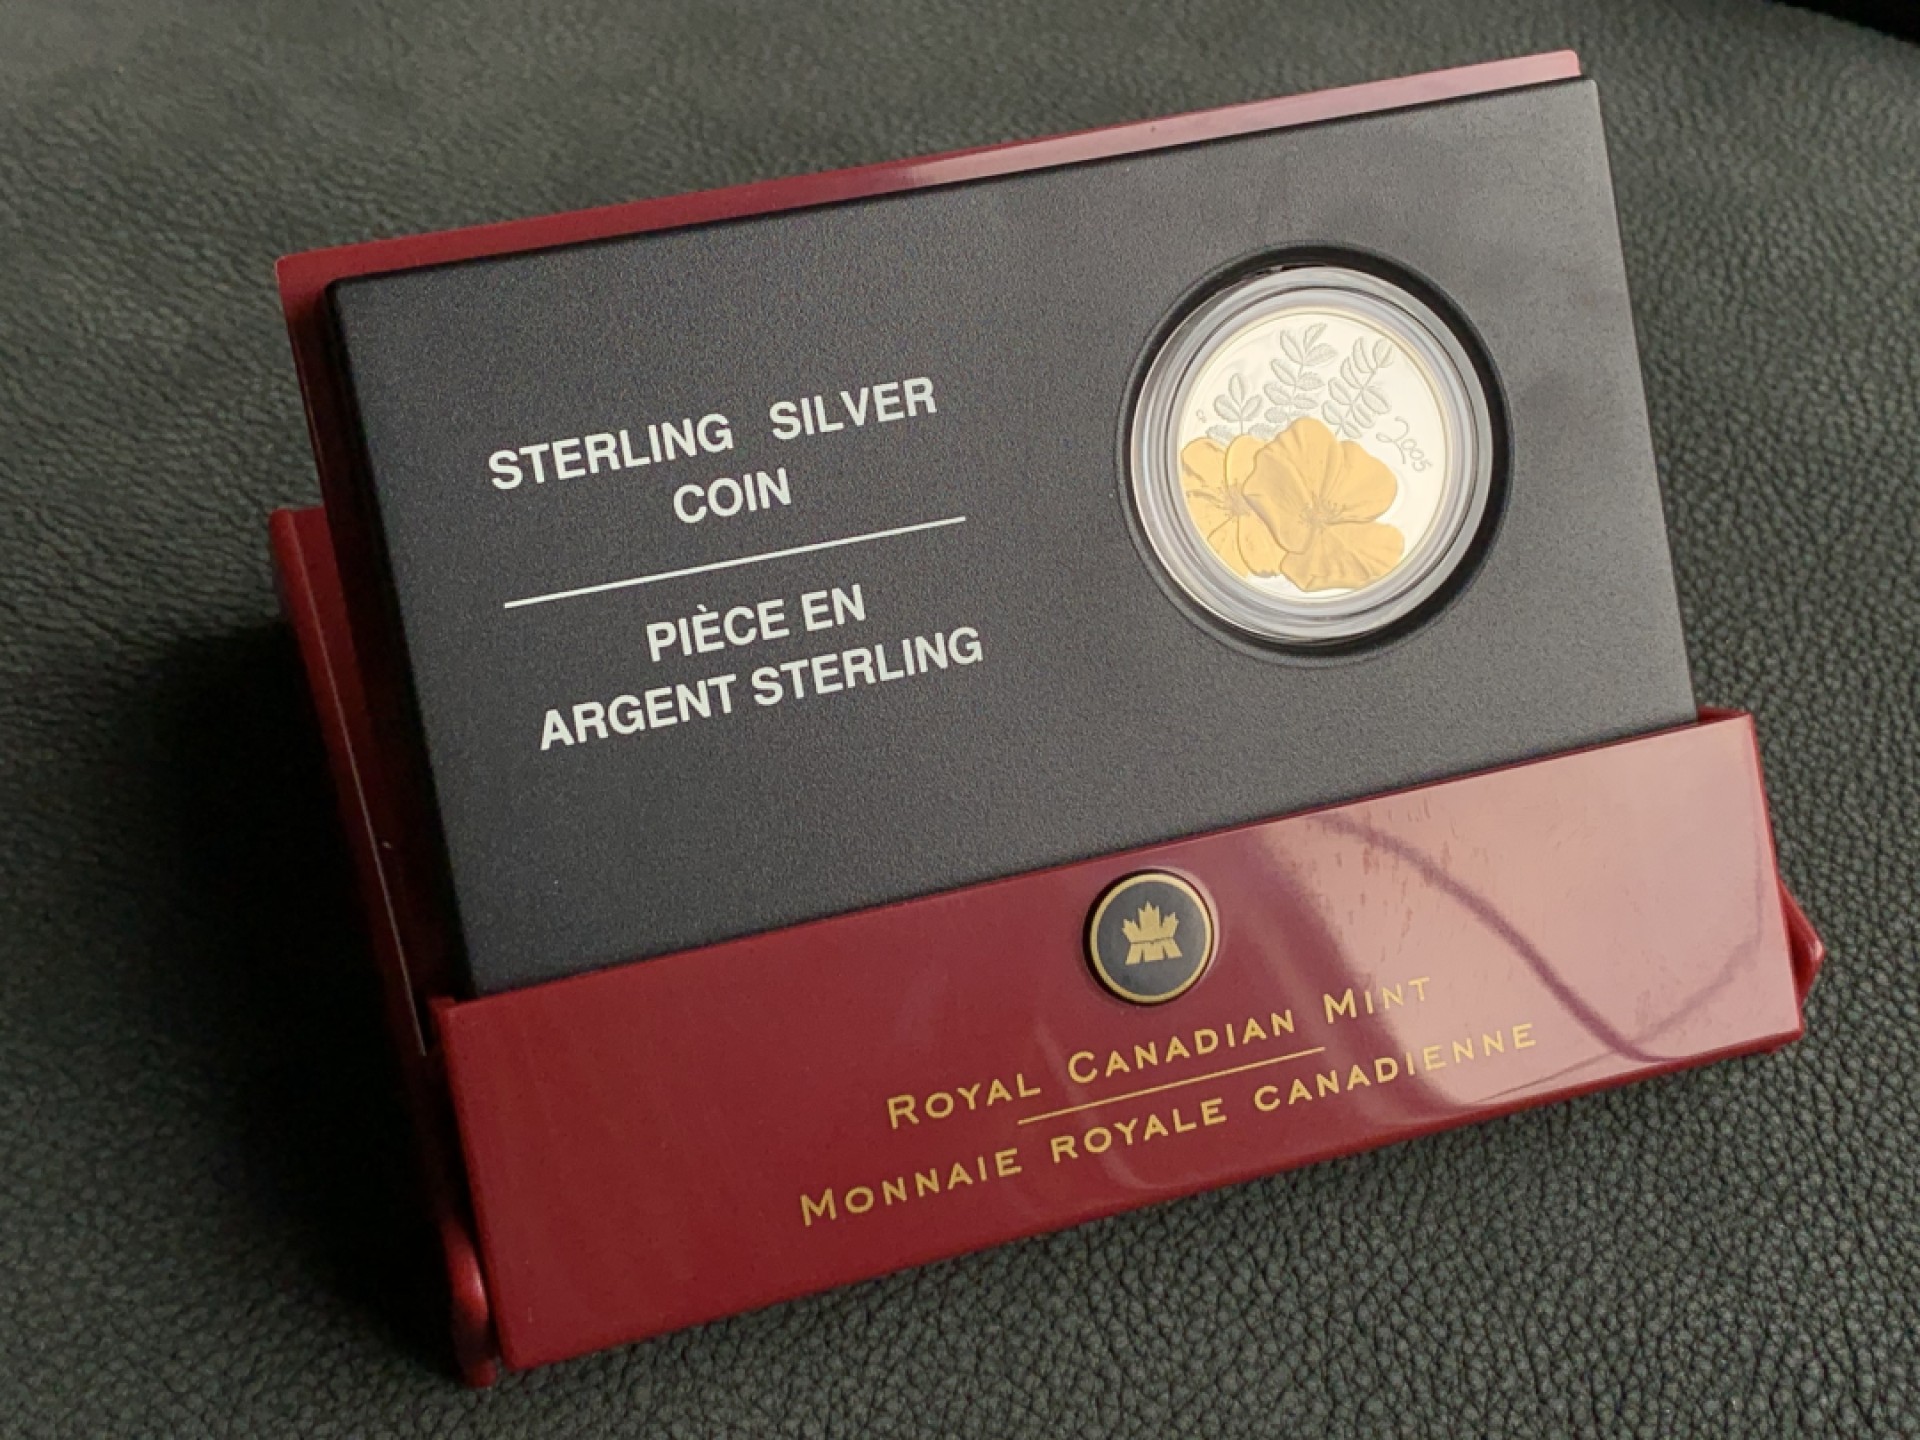 STERLING SILVER
COIN
PIÈCE EN
ARGENT STERLING
2005
ROYAL CANADIAN MINT
MONNAIE ROYALE CANADIENNE